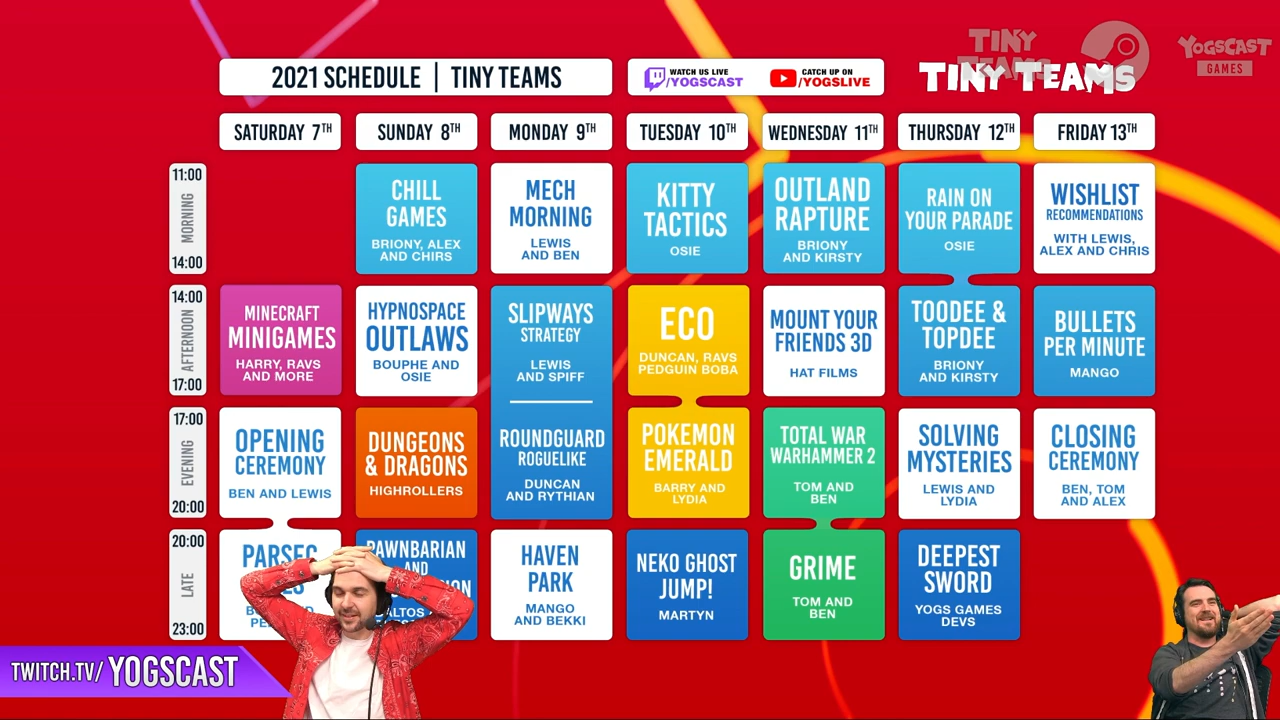 TINY
TEAMS
YOGSCAST
GAMES
2021 SCHEDULE | TINY TEAMS
WATCH US LIVE
/YOGSCAST
CATCH UP ON
/YOGSLIVE
TINY TEAMS
SATURDAY 7TH
SUNDAY 8TH
MONDAY 9TH
TUESDAY 10TH
WEDNESDAY 11TH
THURSDAY 12TH
FRIDAY 13TH
11:00
MORNING
14:00
CHILL
GAMES
BRIONY, ALEX
AND CHIRS
MECH
MORNING
LEWIS
AND BEN
KITTY
TACTICS
OSIE
OUTLAND
RAPTURE
BRIONY
AND KIRSTY
RAIN ON
YOUR PARADE
OSIE
WISHLIST
RECOMMENDATIONS
WITH LEWIS,
ALEX AND CHRIS
14:00
AFTERNOON
17:00
MINECRAFT
MINIGAMES
HARRY, RAVS
AND MORE
HYPNOSPACE
OUTLAWS
BOUPHE AND
OSIE
SLIPWAYS
STRATEGY
LEWIS
AND SPIFF
ECO
DUNCAN, RAVS
PEDGUIN BOBA
MOUNT YOUR
FRIENDS 3D
HAT FILMS
TOODEE &
TOPDEE
BRIONY
AND KIRSTY
BULLETS
PER MINUTE
MANGO
17:00
EVENING
20:00
OPENING
CEREMONY
BEN AND LEWIS
DUNGEONS
& DRAGONS
HIGHROLLERS
ROUNDGUARD
ROGUELIKE
DUNCAN
AND RYTHIAN
POKEMON
EMERALD
BARRY AND
LYDIA
TOTAL WAR
WARHAMMER 2
TOM AND
BEN
SOLVING
MYSTERIES
LEWIS AND
LYDIA
CLOSING
CEREMONY
BEN, TOM
AND ALEX
20:00
LATE
23:00
PARSEC
PAWNBARIAN
AND
HAVEN
PARK
MANGO
AND BEKKI
NEKO GHOST
JUMP!
MARTYN
GRIME
TOM AND
BEN
DEEPEST
SWORD
YOGS GAMES
DEVS
TWITCH.TV/YOGSCAST